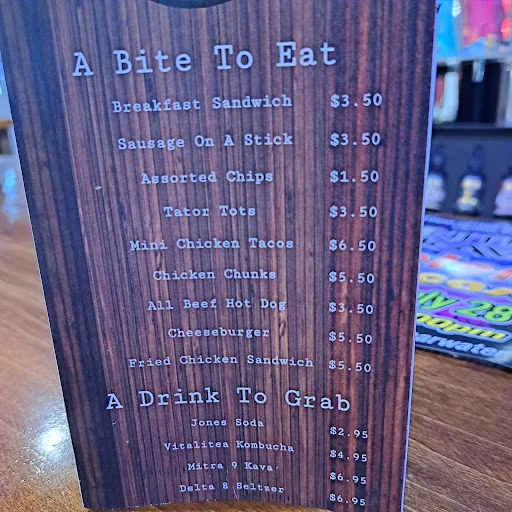 A Bite To Eat
Breakfast Sandwich $3.50
Sausage On A Stick $3.50
Assorted Chips $1.50
Tator Tots $3.50
Mini Chicken Tacos $6.50
Chicken Chunks $5.50
All Beef Hot Dog $3.50
Cheeseburger $5.50
Fried Chicken Sandwich $5.50
A Drink To Grab
Jones Soda $2.95
Vitalitea Kombucha $4.95
Mitra 9 Kava $6.95
Delta 8 Seltzer $6.95
28